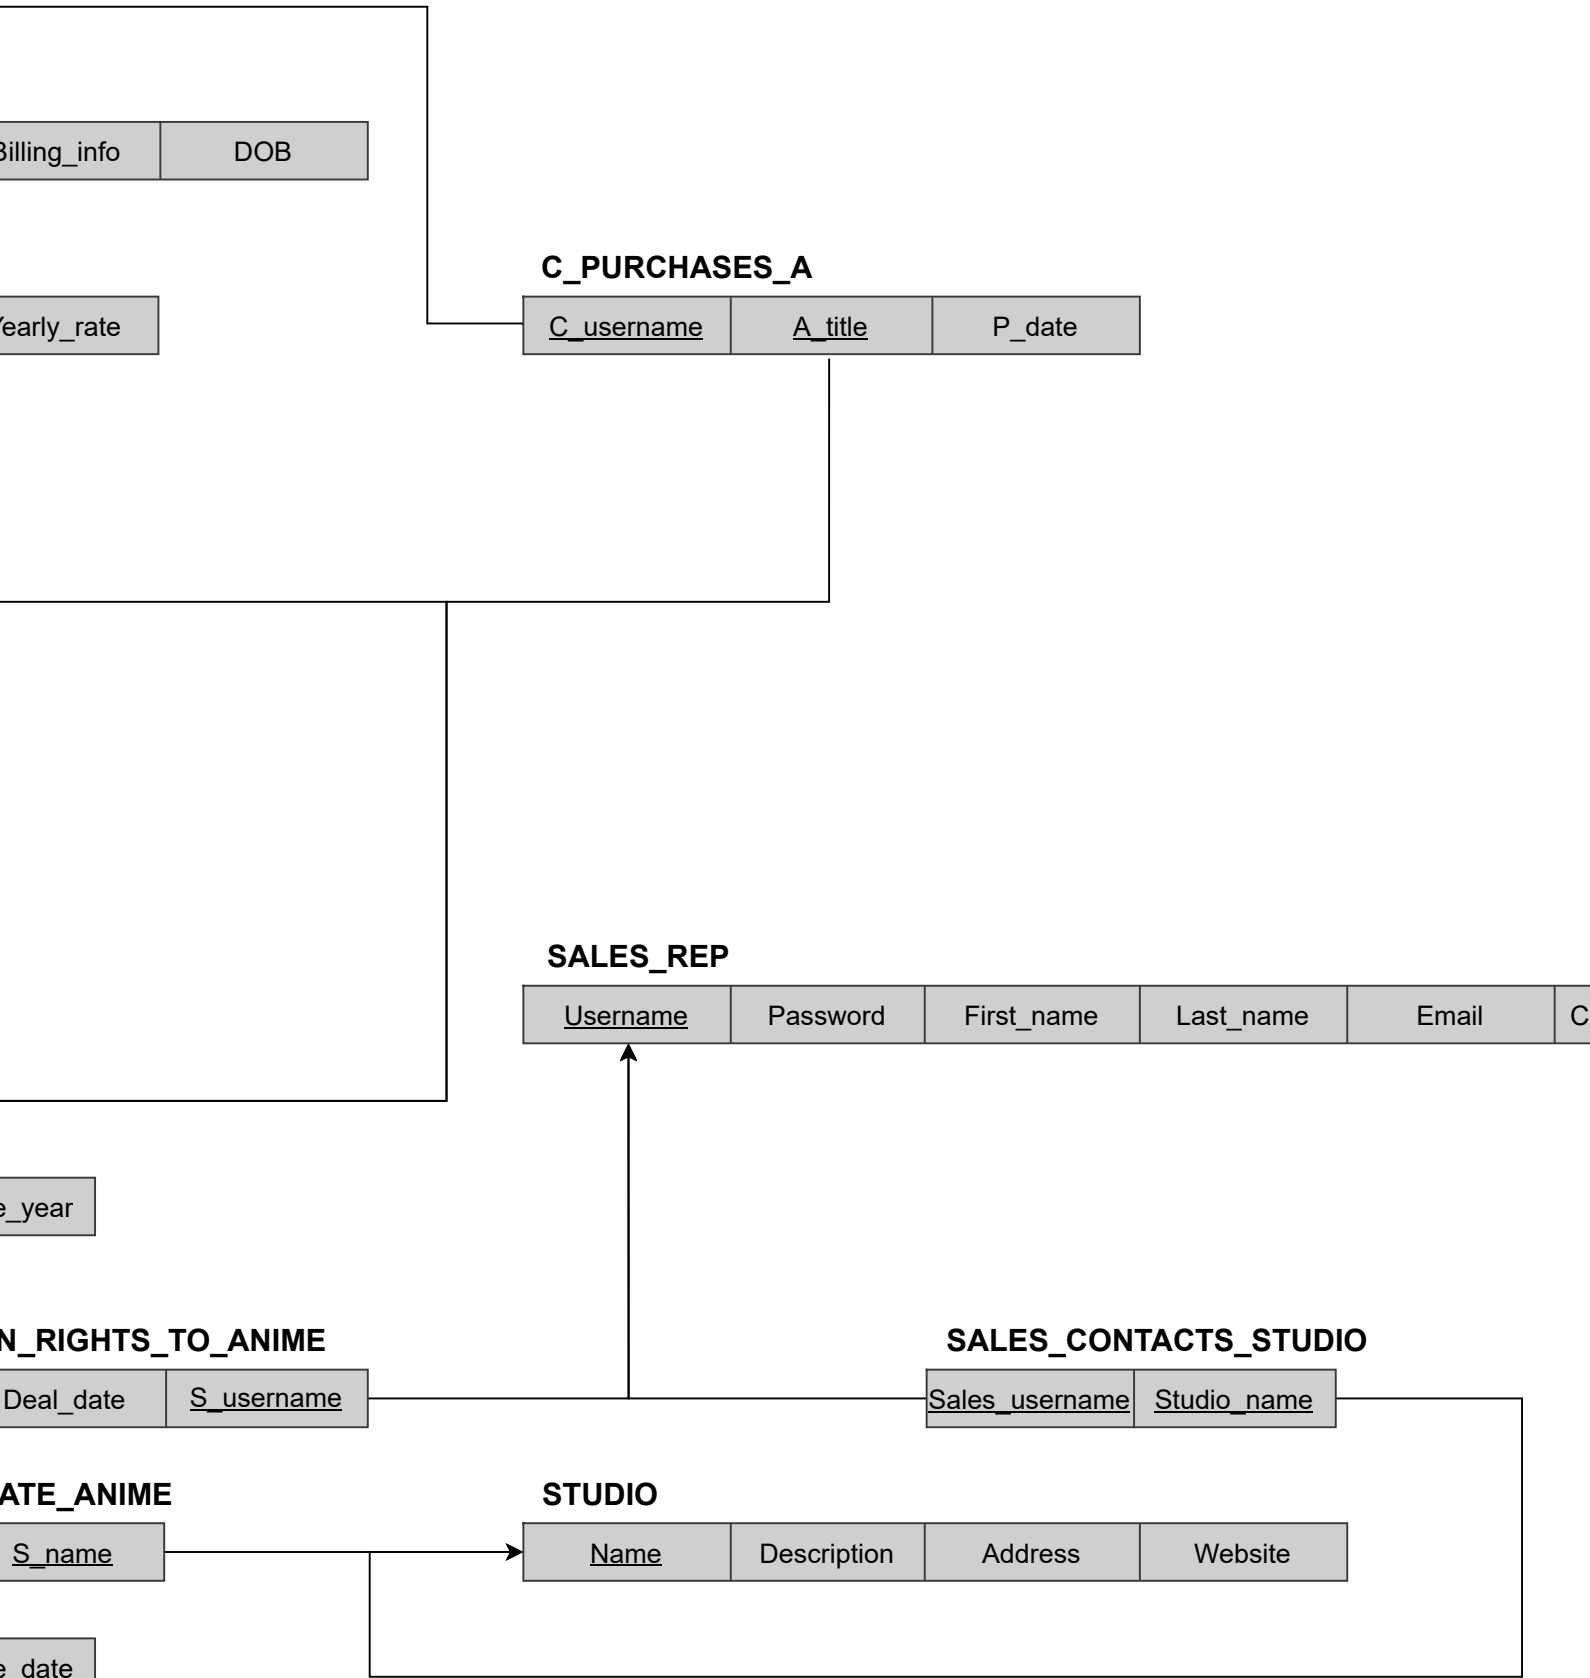 Billing_info DOB
C_PURCHASES_A
Yearly_rate C_username A_title P_date
SALES_REP
Username Password First_name Last_name Email C
e_year
N_RIGHTS_TO_ANIME SALES_CONTACTS_STUDIO
Deal_date S_username Sales_username Studio_name
ATE_ANIME STUDIO
S_name Name Description Address Website
e_date